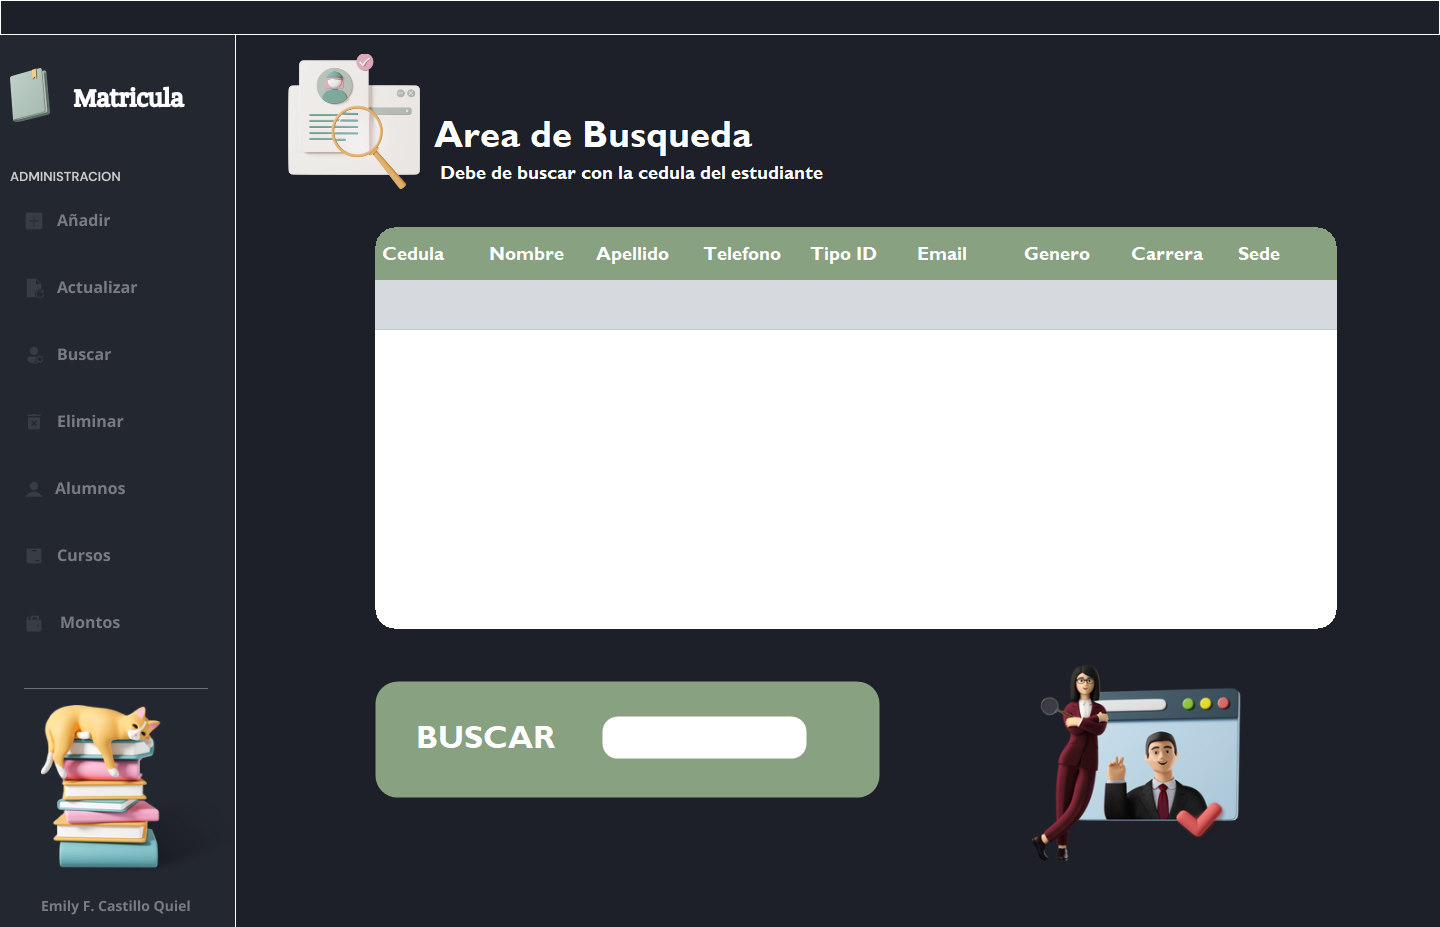 Matricula
ADMINISTRACION
Añadir
Actualizar
Buscar
Eliminar
Alumnos
Cursos
Montos
Emily F. Castillo Quiel
Area de Busqueda
Debe de buscar con la cedula del estudiante
Cedula Nombre Apellido Telefono Tipo ID Email Genero Carrera Sede
BUSCAR